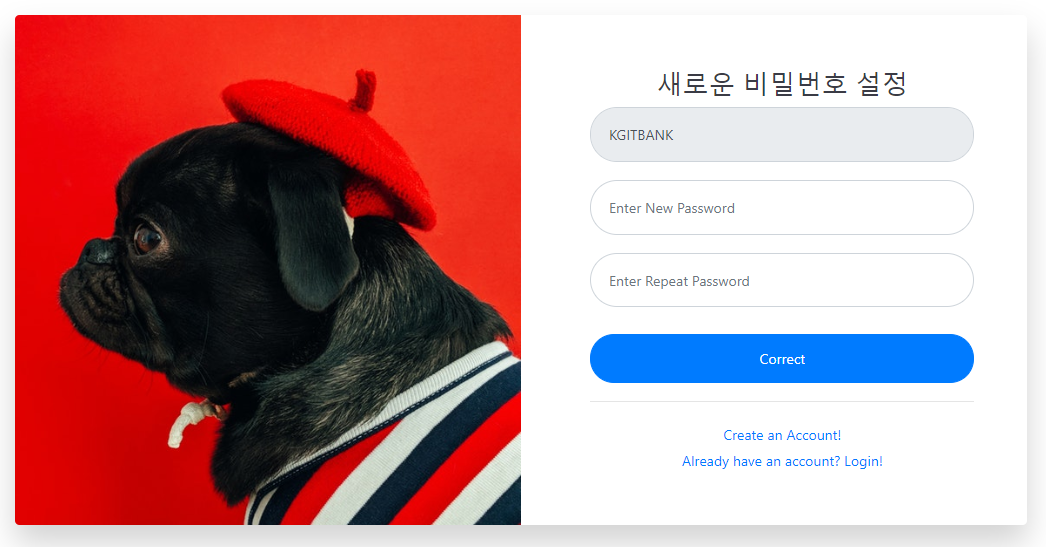 새로운 비밀번호 설정
KGITBANK
Enter New Password
Enter Repeat Password
Correct
Create an Account!
Already have an account? Login!